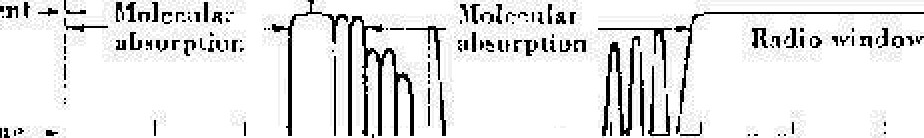 Molecular
absorption
Molecular
absorption
Radio window